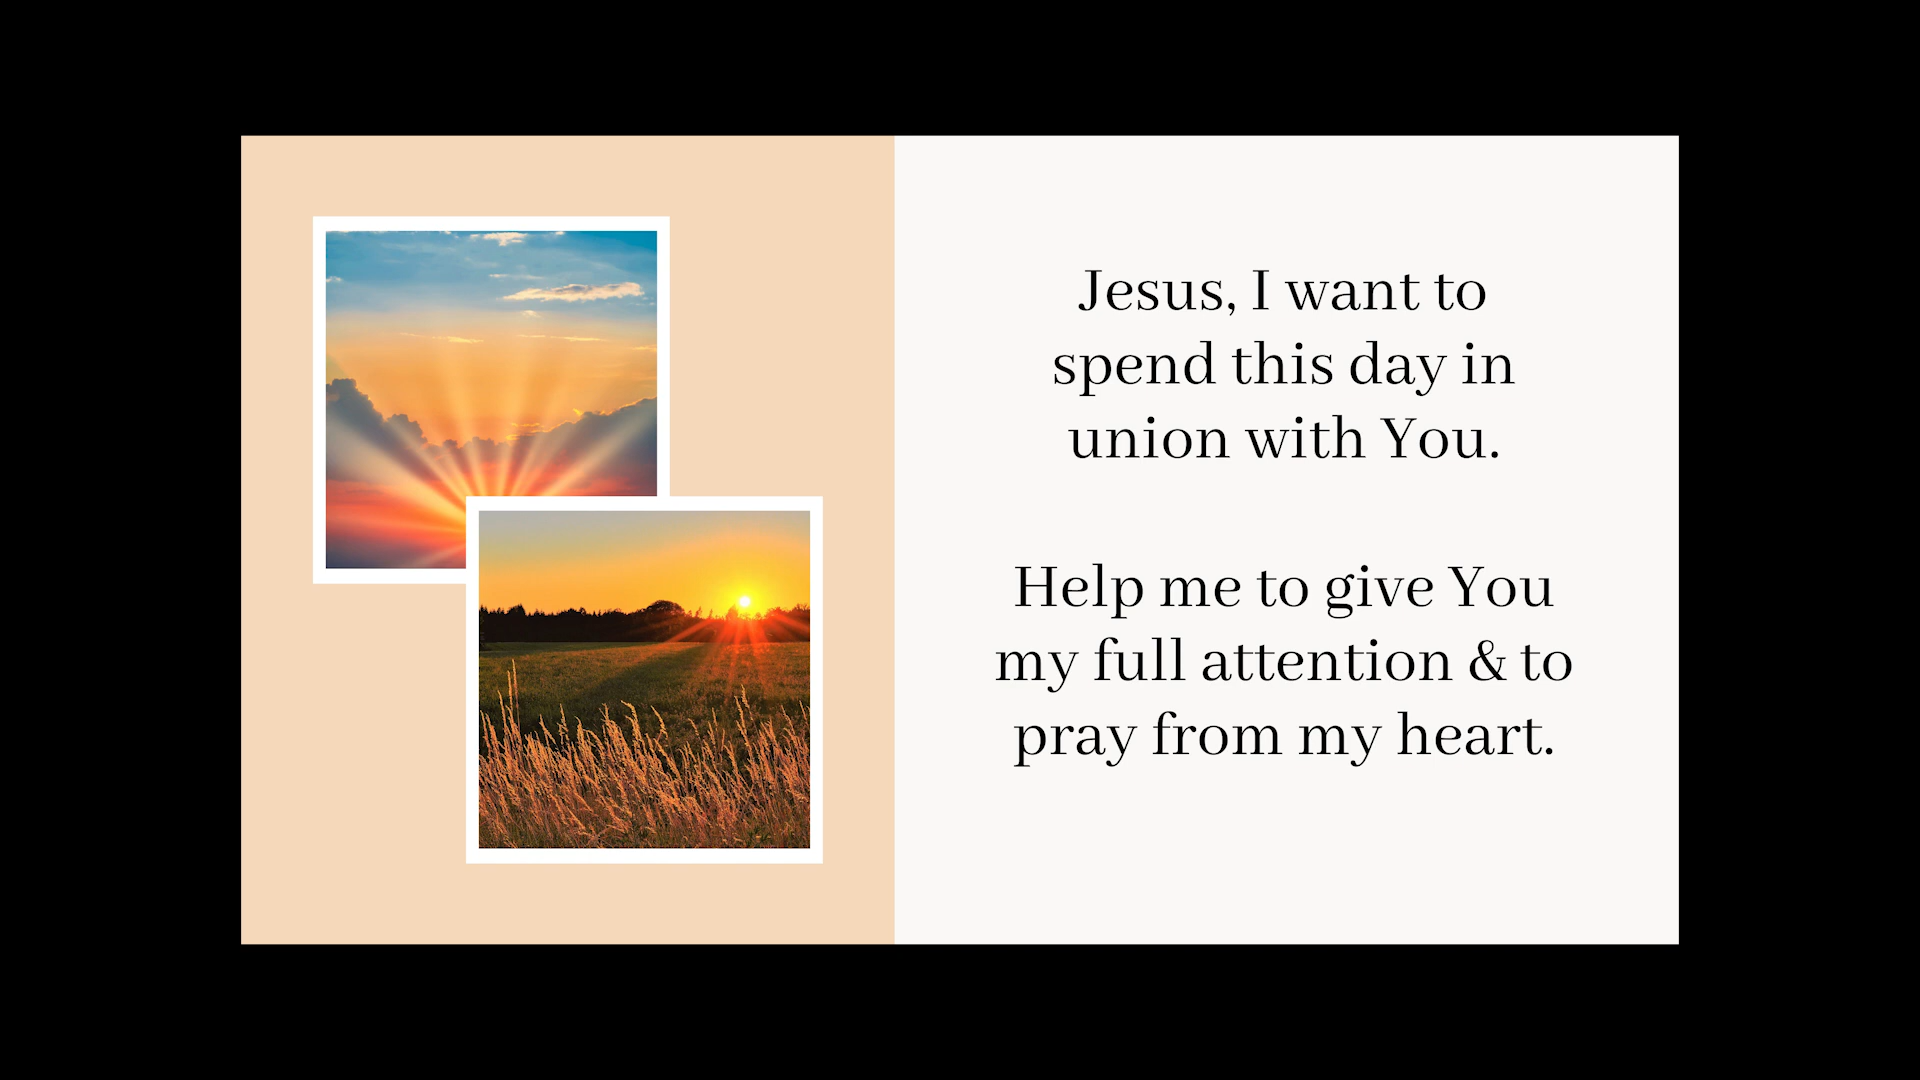 Jesus, I want to
spend this day in
union with You.
Help me to give You
my full attention & to
pray from my heart.